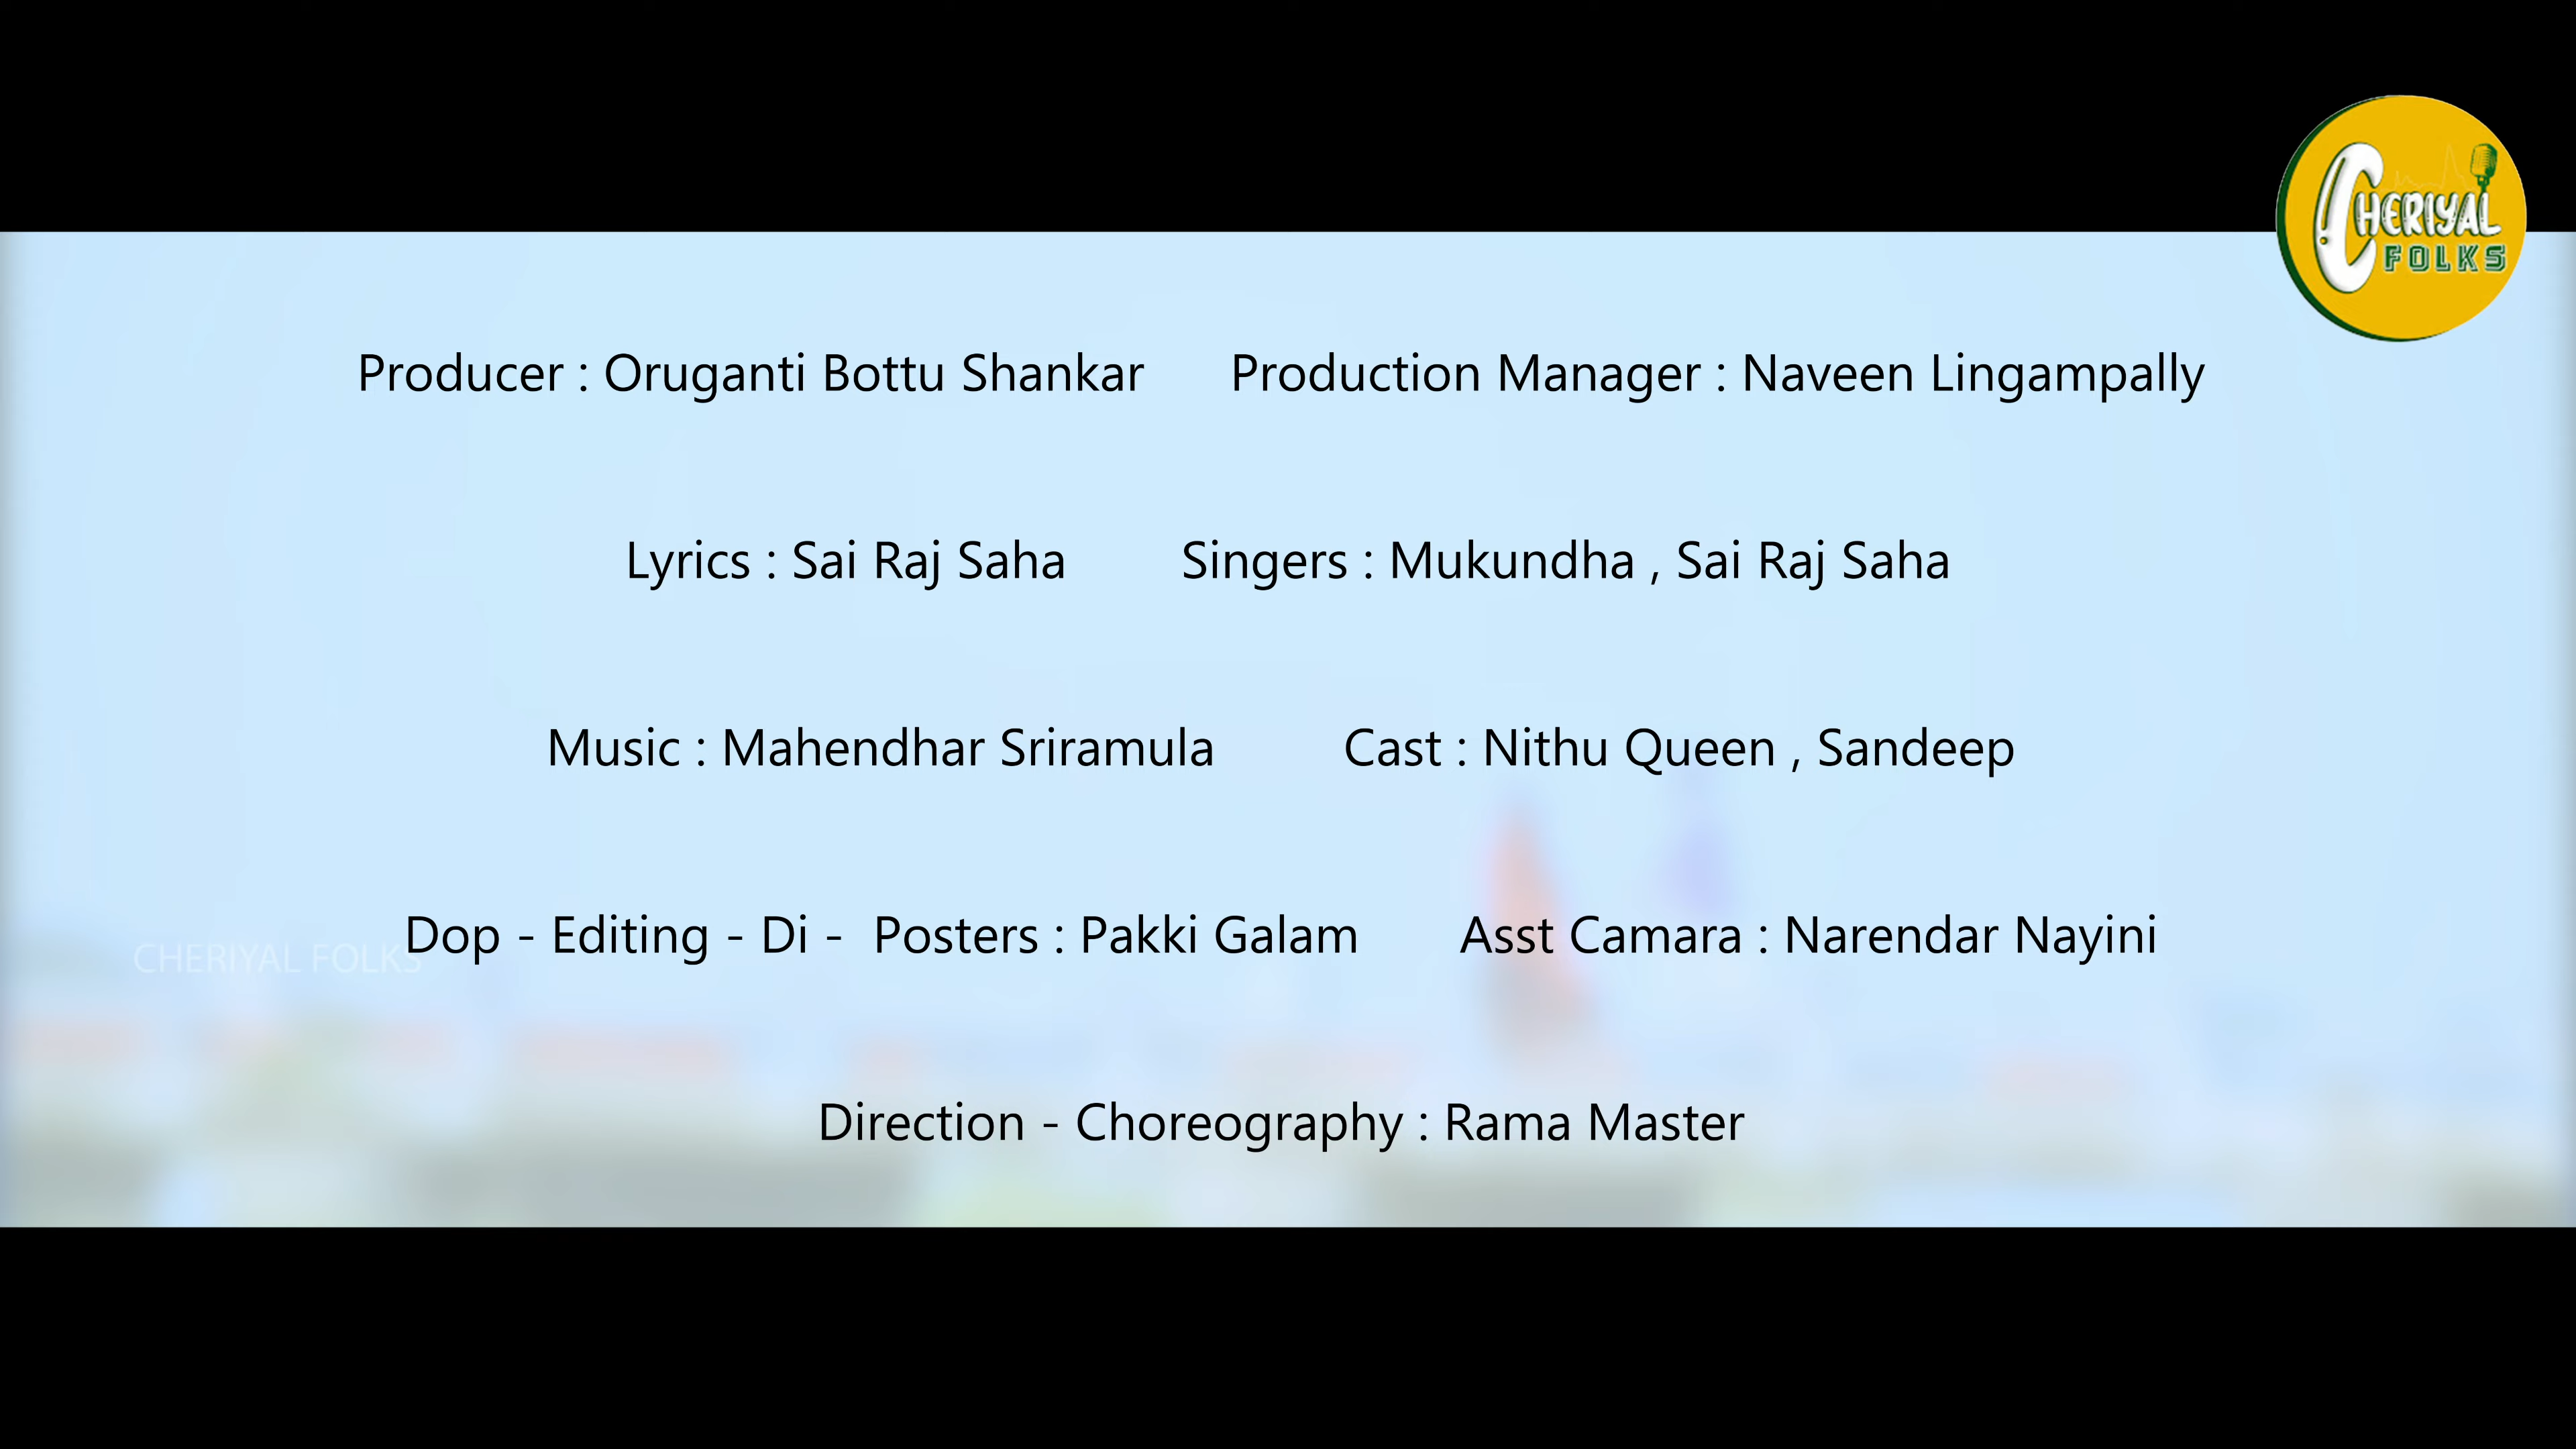 CHERIYAL
FOLKS
Producer : Oruganti Bottu Shankar Production Manager : Naveen Lingampally
Lyrics : Sai Raj Saha Singers : Mukundha , Sai Raj Saha
Music : Mahendhar Sriramula Cast : Nithu Queen , Sandeep
Dop - Editing - Di - Posters : Pakki Galam Asst Camara : Narendar Nayini
CHERIYAL FOLKS
Direction - Choreography : Rama Master